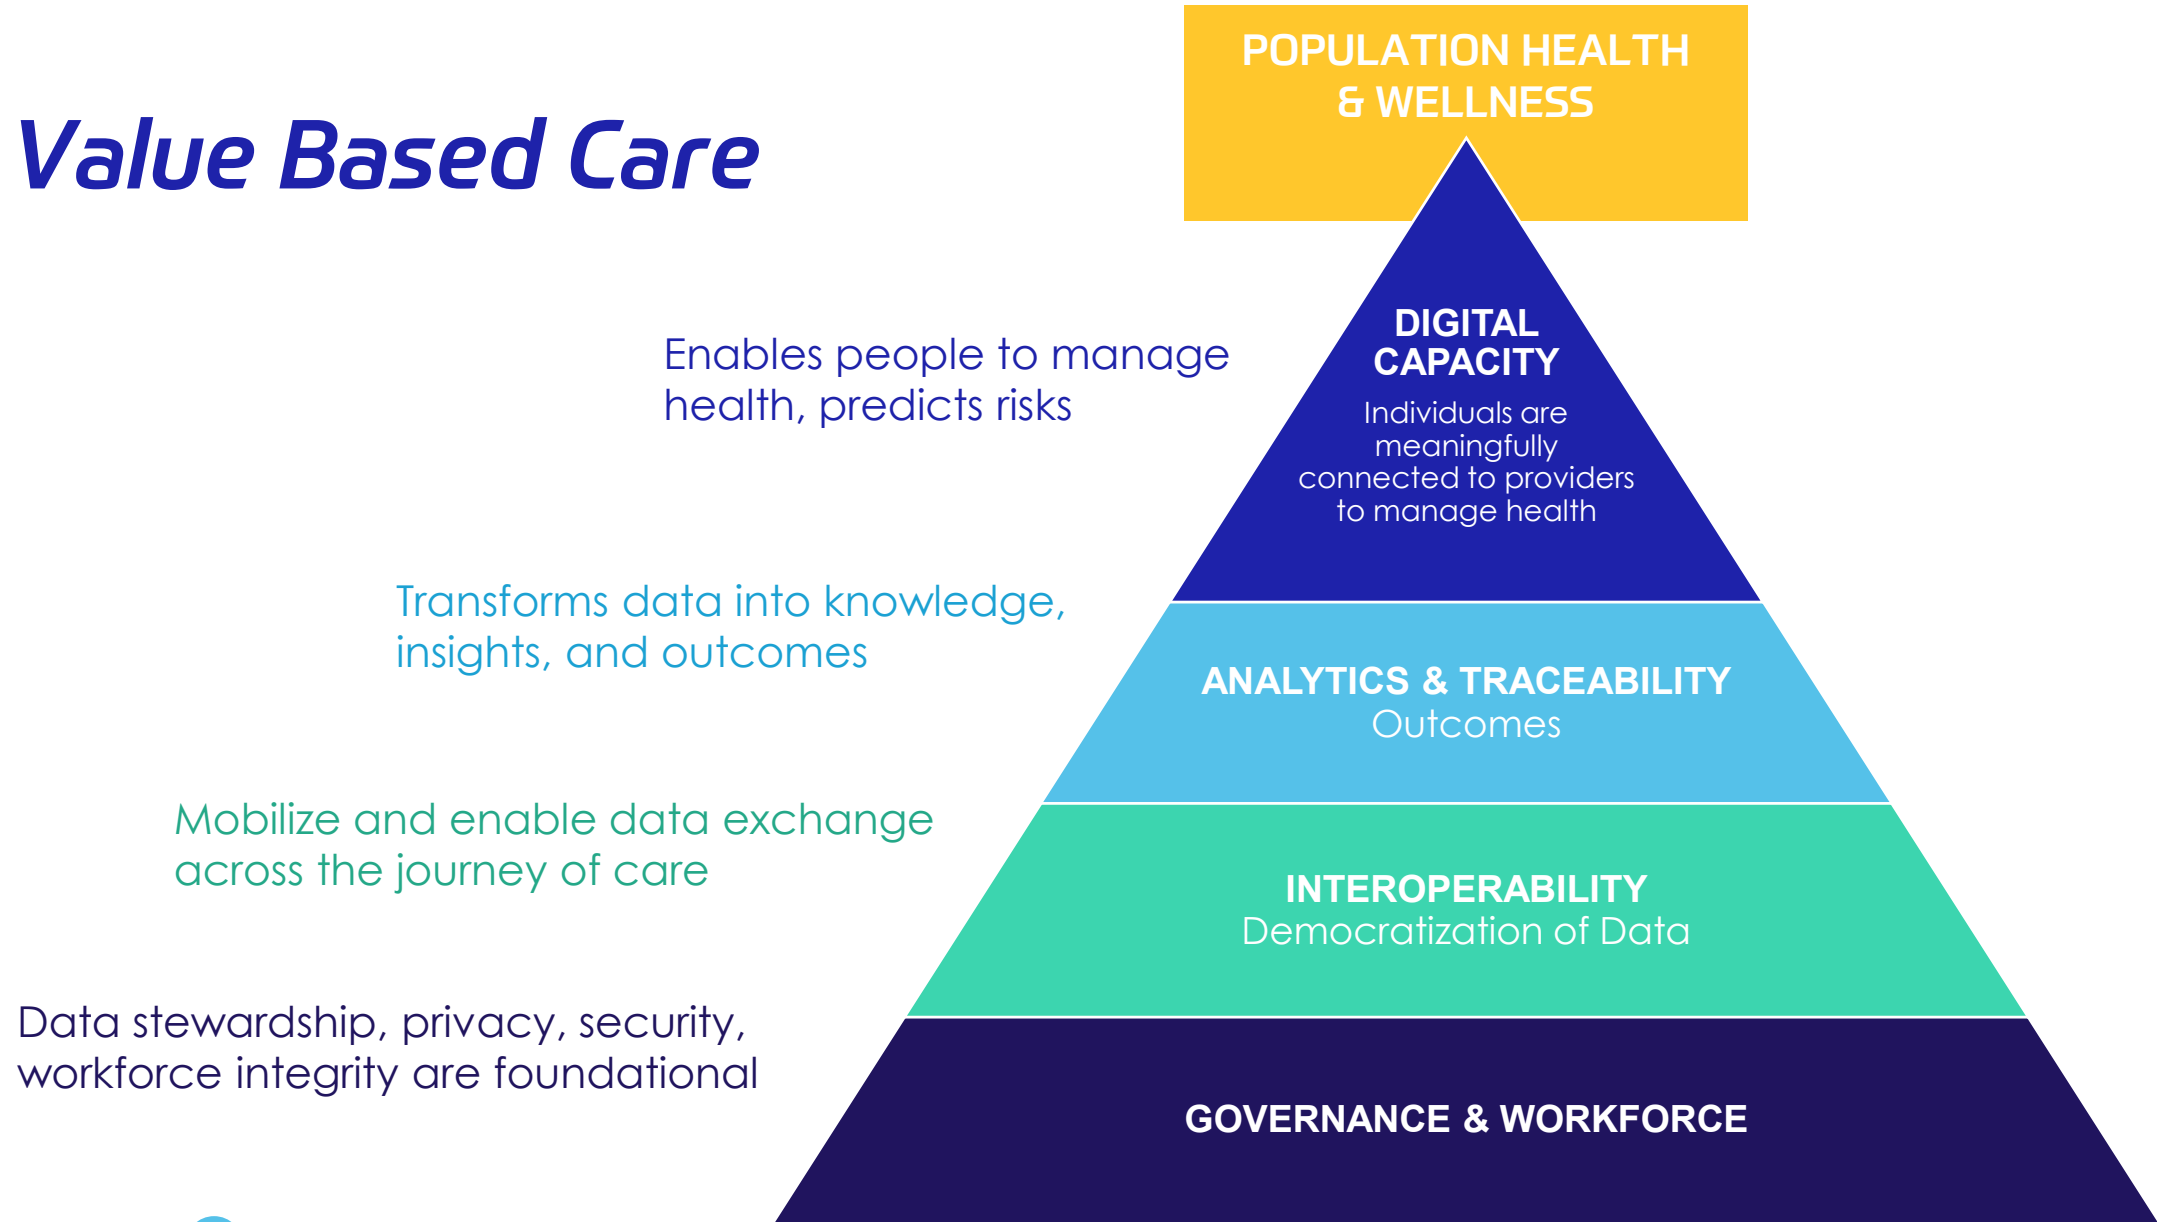 POPULATION HEALTH
& WELLNESS
Value Based Care
DIGITAL
CAPACITY
Individuals are
meaningfully
connected to providers
to manage health
Enables people to manage
health, predicts risks
Transforms data into knowledge,
insights, and outcomes
ANALYTICS & TRACEABILITY
Outcomes
Mobilize and enable data exchange
across the journey of care
INTEROPERABILITY
Democratization of Data
Data stewardship, privacy, security,
workforce integrity are foundational
GOVERNANCE & WORKFORCE